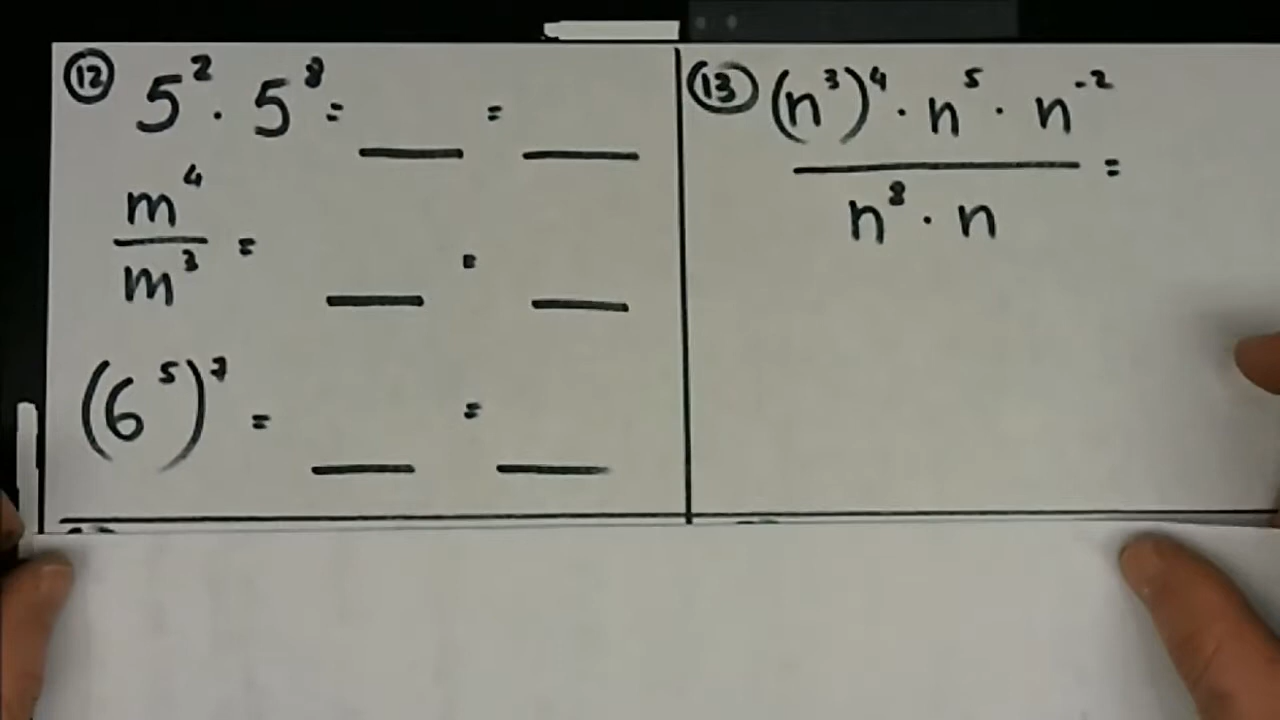 ⑫ 5² · 5⁸ = ___ = ___
m⁴/m³ = ___ = ___
(6⁵)⁷ = ___ = ___
⑬ (n³)⁴ · n⁵ · n⁻²
=
n⁸ · n